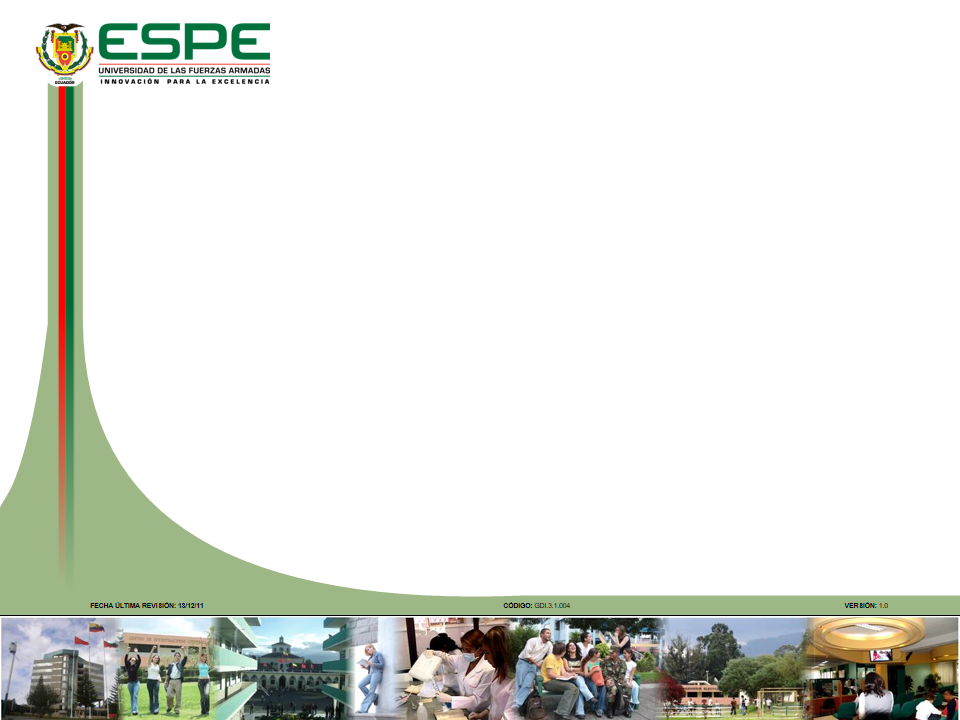 ESPE
UNIVERSIDAD DE LAS FUERZAS ARMADAS
INNOVACIÓN PARA LA EXCELENCIA
ECUADOR
FECHA ÚLTIMA REVISIÓN: 13/12/11 CÓDIGO: GDI.3.1.004 VERSIÓN: 1.0